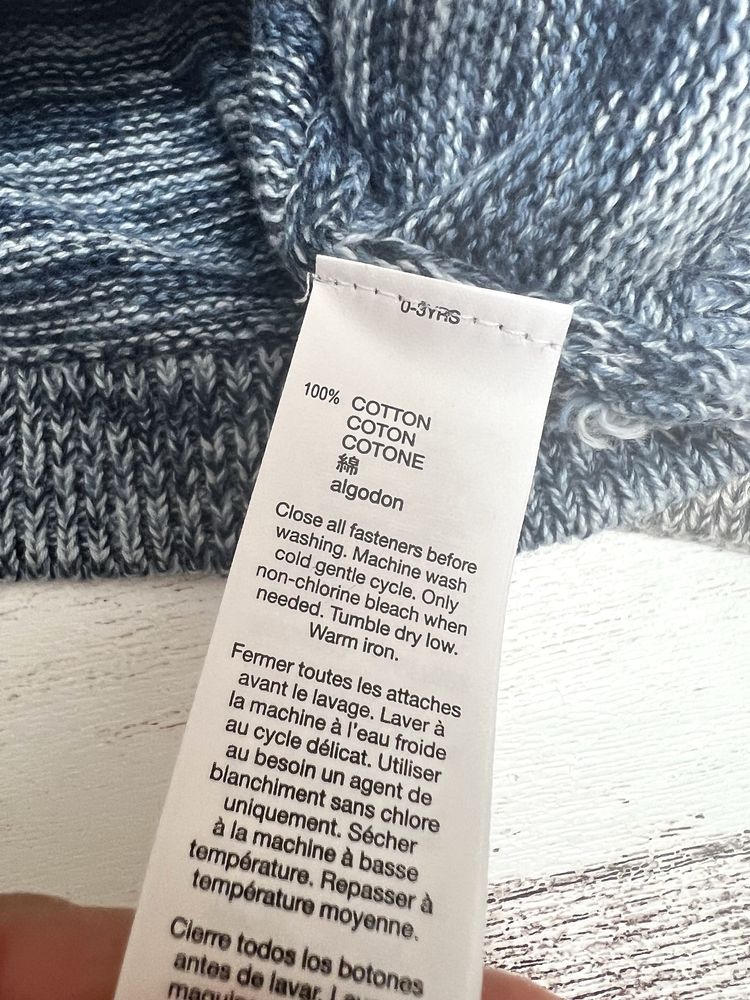 0-3YRS
100% COTTON
COTON
COTONE
綿
algodon
Close all fasteners before
washing. Machine wash
cold gentle cycle. Only
non-chlorine bleach when
needed. Tumble dry low.
Warm iron.
Fermer toutes les attaches
avant le lavage. Laver à
la machine à l'eau froide
au cycle délicat. Utiliser
au besoin un agent de
blanchiment sans chlore
uniquement. Sécher
à la machine à basse
température. Repasser à
température moyenne.
Cierre todos los botones
antes de lavar.